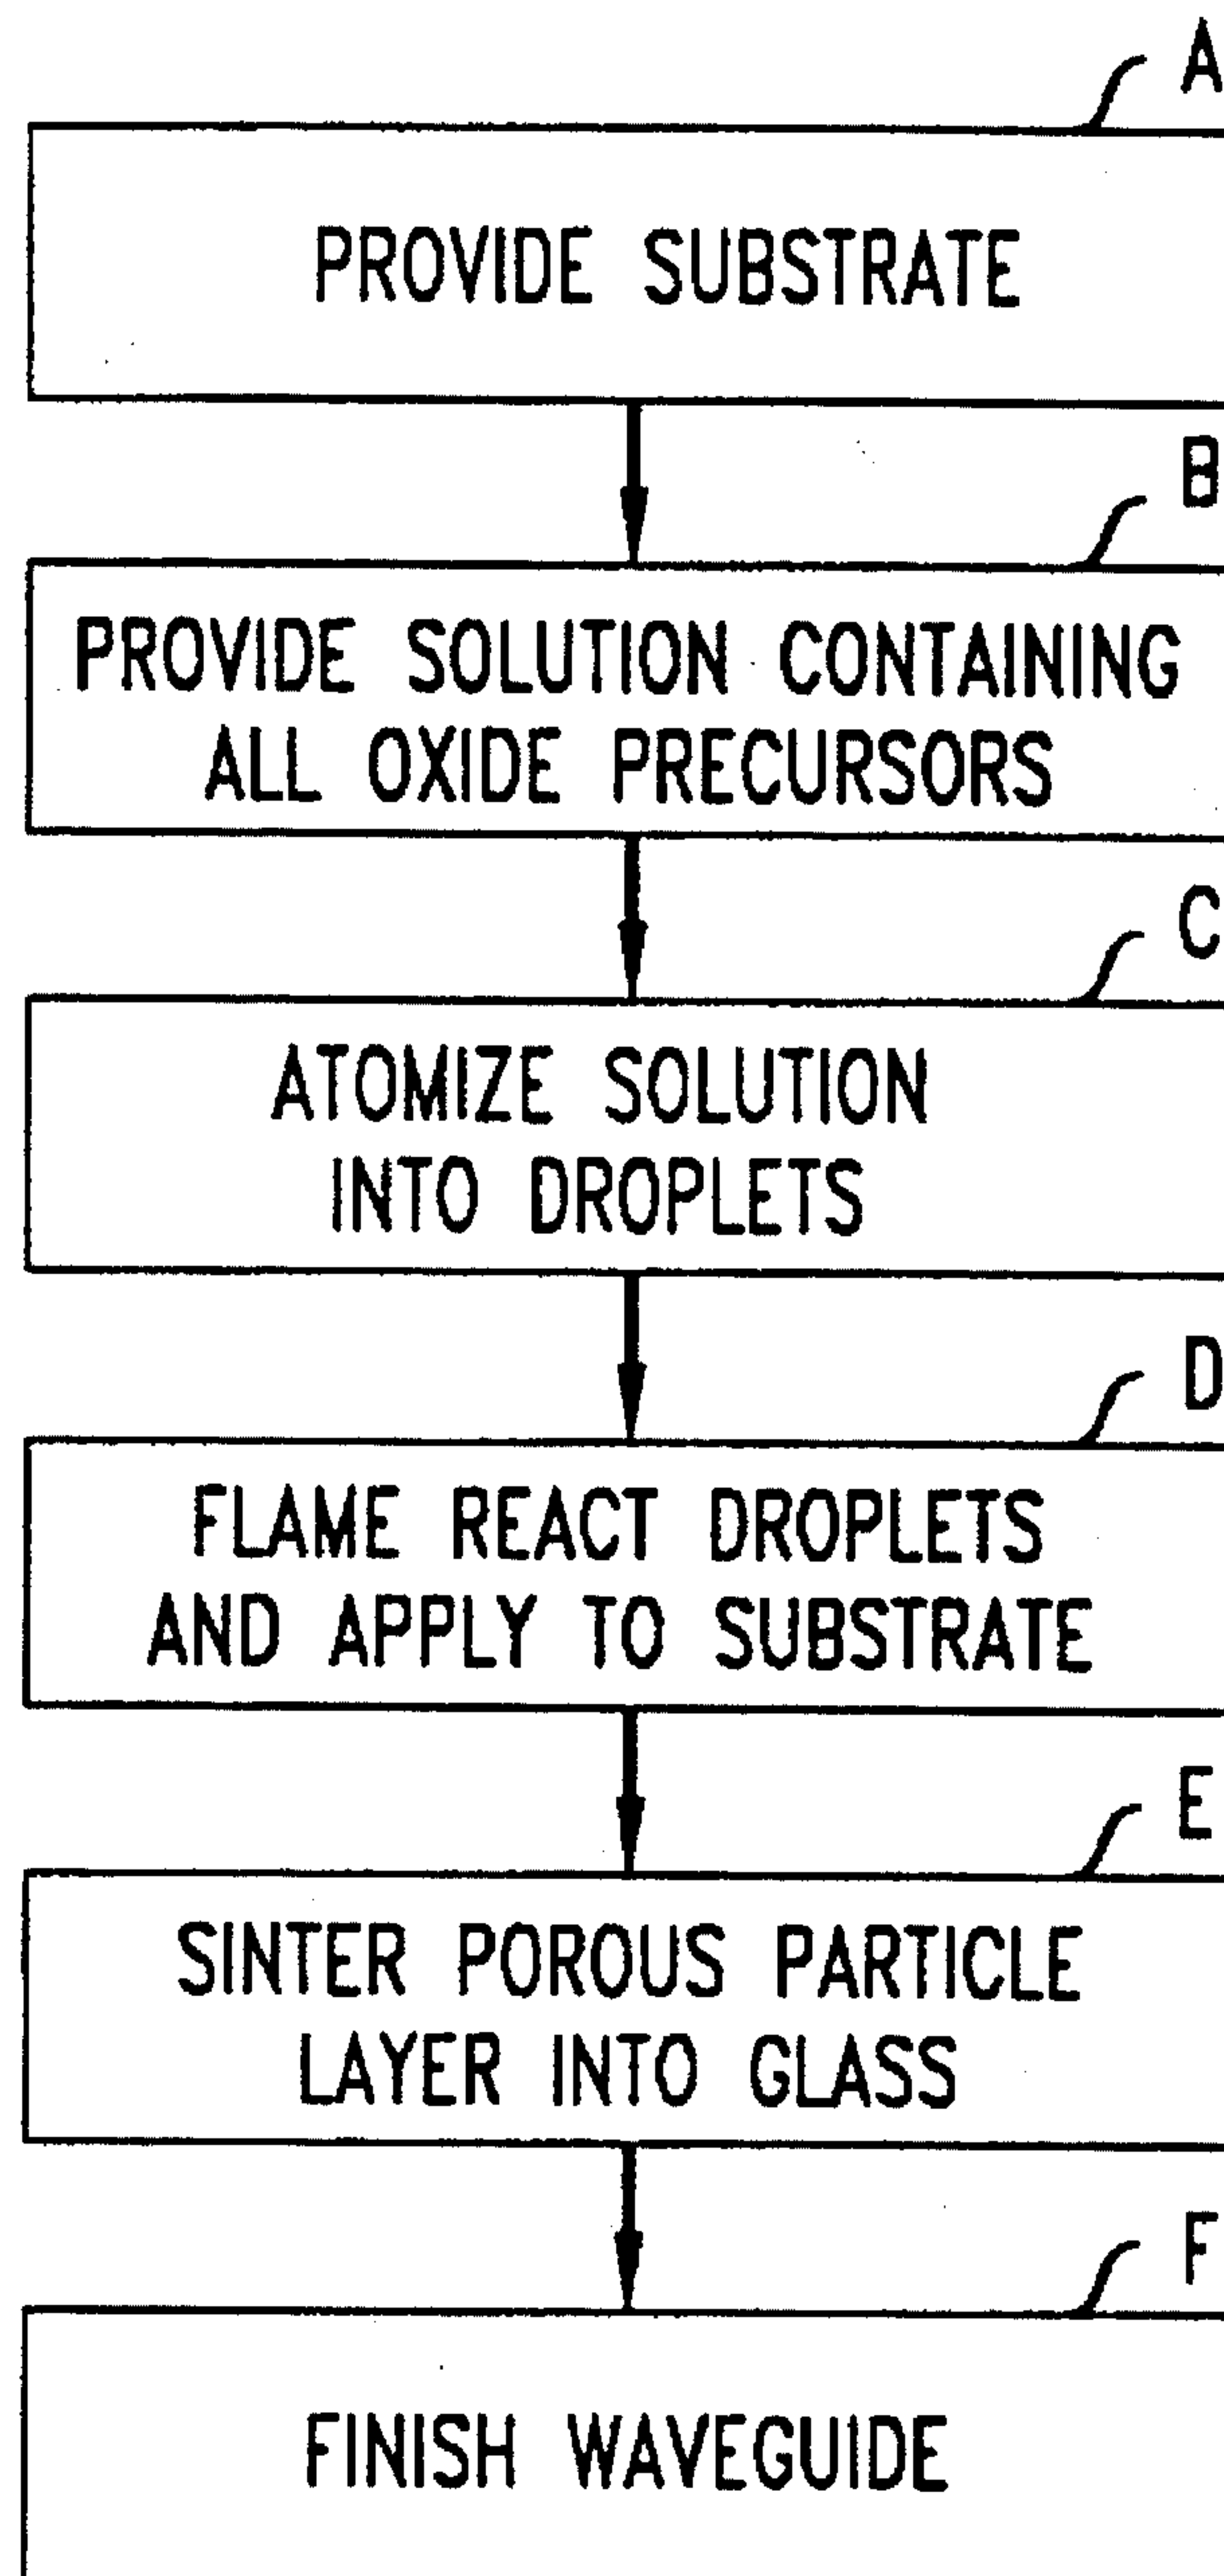 A
PROVIDE SUBSTRATE
B
PROVIDE SOLUTION CONTAINING
ALL OXIDE PRECURSORS
C
ATOMIZE SOLUTION
INTO DROPLETS
D
FLAME REACT DROPLETS
AND APPLY TO SUBSTRATE
E
SINTER POROUS PARTICLE
LAYER INTO GLASS
F
FINISH WAVEGUIDE